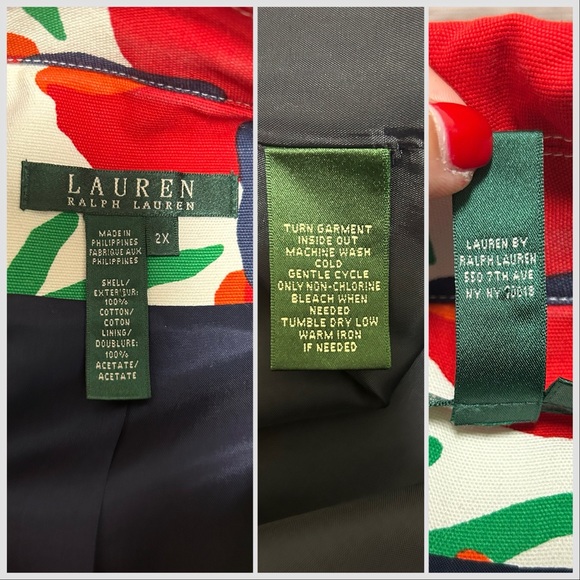 LAUREN
RALPH LAUREN
2X
MADE IN
PHILIPPINES
FABRIQUE AUX
PHILIPPINES
SHELL/
EXTER'EUR:
100%
COTTON/
COTON
LINING/
DOUBLURE:
100%
ACETATE/
ACETATE
TURN GARMENT
INSIDE OUT
MACHINE WASH
COLD
GENTLE CYCLE
ONLY NON-CHLORINE
BLEACH WHEN
NEEDED
TUMBLE DRY LOW
WARM IRON
IF NEEDED
LAUREN BY
RALPH LAUREN
550 7TH AVE
NY NY 10018